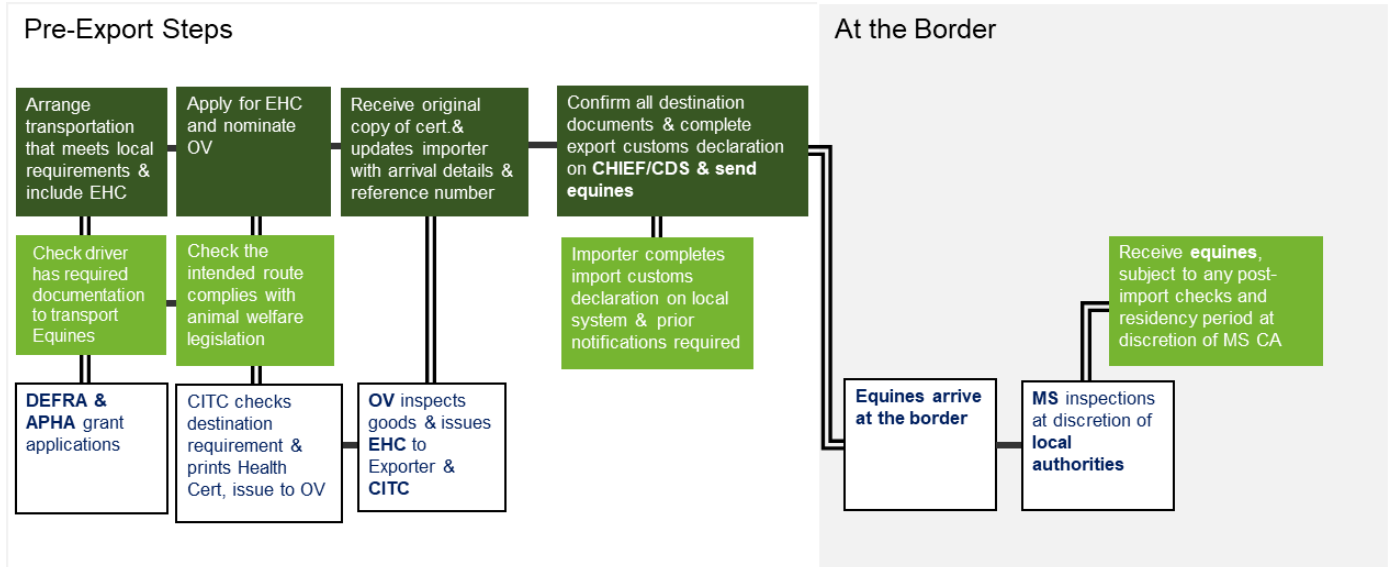 Pre-Export Steps
At the Border
Arrange
transportation
that meets local
requirements &
include EHC
Apply for EHC
and nominate
OV
Receive original
copy of cert.&
updates importer
with arrival details &
reference number
Confirm all destination
documents & complete
export customs declaration
on CHIEF/CDS & send
equines
Check driver
has required
documentation
to transport
Equines
Check the
intended route
complies with
animal welfare
legislation
Importer completes
import customs
declaration on local
system & prior
notifications required
Receive equines,
subject to any post-
import checks and
residency period at
discretion of MS CA
DEFRA &
APHA grant
applications
CITC checks
destination
requirement &
prints Health
Cert, issue to OV
OV inspects
goods & issues
EHC to
Exporter &
CITC
Equines arrive
at the border
MS inspections
at discretion of
local
authorities